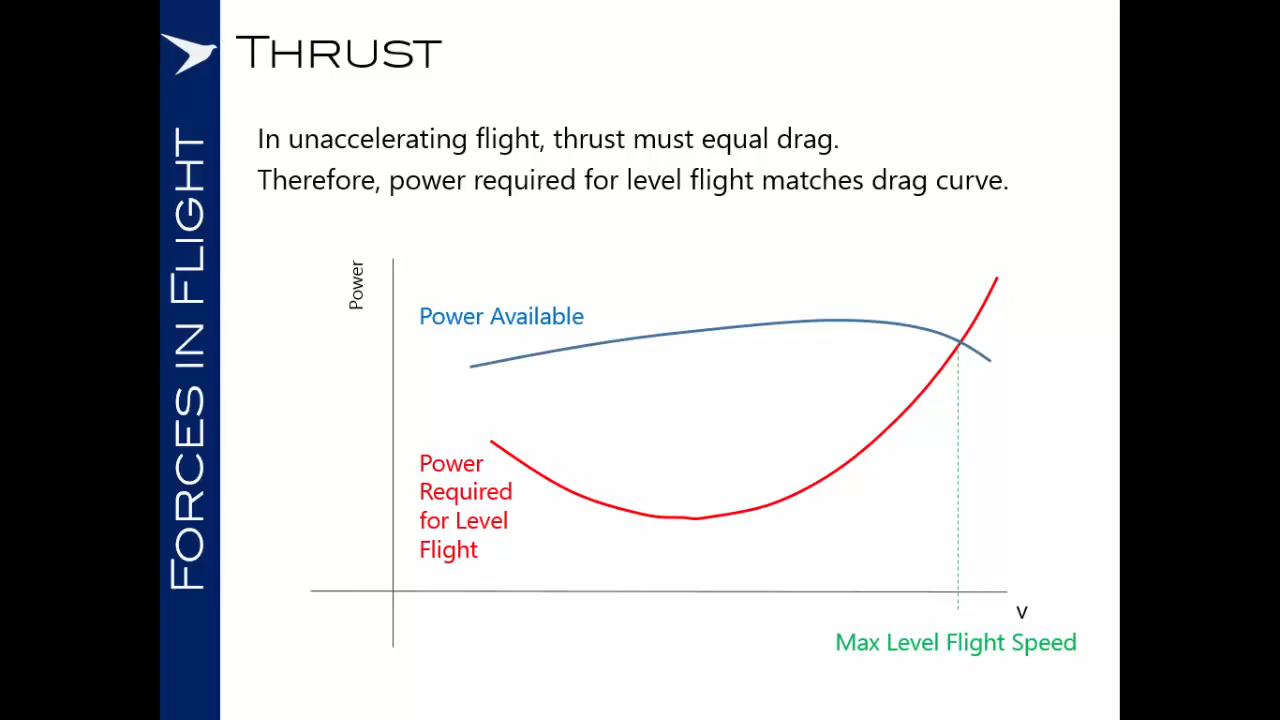 THRUST
FORCES IN FLIGHT
In unaccelerating flight, thrust must equal drag.
Therefore, power required for level flight matches drag curve.
Power
Power Available
Power
Required
for Level
Flight
V
Max Level Flight Speed